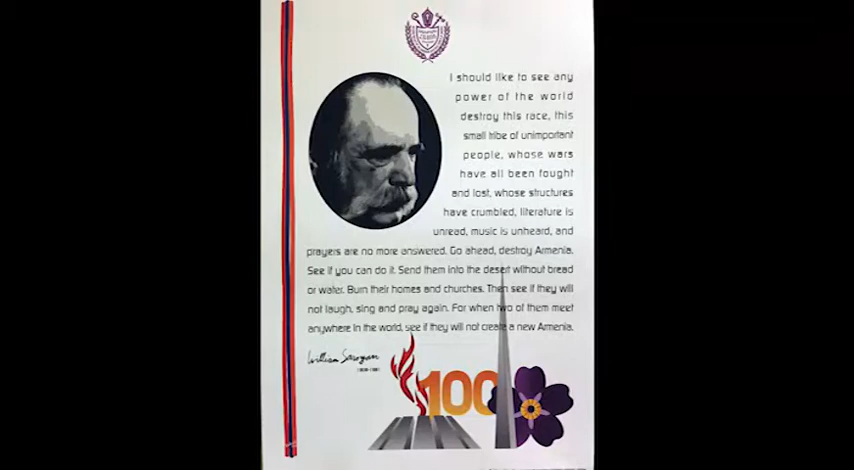 I should like to see any
power of the world
destroy this race, this
small tribe of unimportant
people, whose wars
have all been fought
and lost, whose structures
have crumbled, literature is
unread, music is unheard, and
prayers are no more answered. Go ahead, destroy Armenia.
See if you can do it. Send them into the desert without bread
or water. Burn their homes and churches. Then see if they will
not laugh, sing and pray again. For when two of them meet
anywhere in the world, see if they will not create a new Armenia.
William Saroyan
100